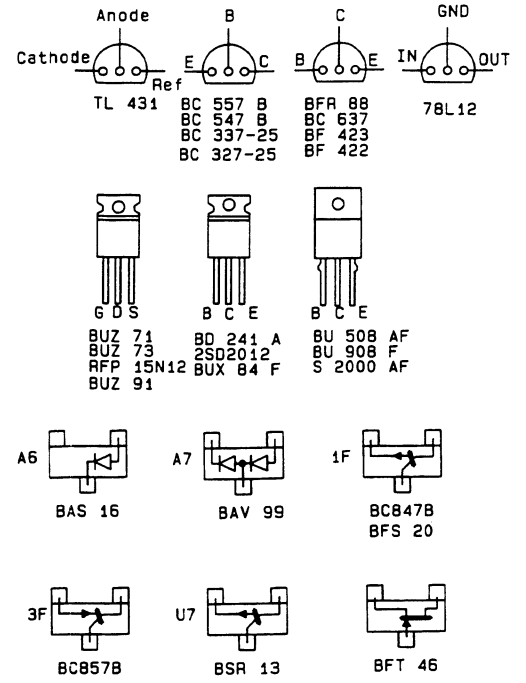 Anode B C GND
Cathode E C B E IN OUT
Ref
TL 431 BC 557 B BFR 88 78L12
BC 547 B BC 637
BC 337-25 BF 423
BC 327-25 BF 422
G D S B C E B C E
BUZ 71 BD 241 A BU 508 AF
BUZ 73 2SD2012 BU 908 F
RFP 15N12 BUX 84 F S 2000 AF
BUZ 91
A6 A7 1F
BAS 16 BAV 99 BC847B
BFS 20
3F U7
BC857B BSR 13 BFT 46